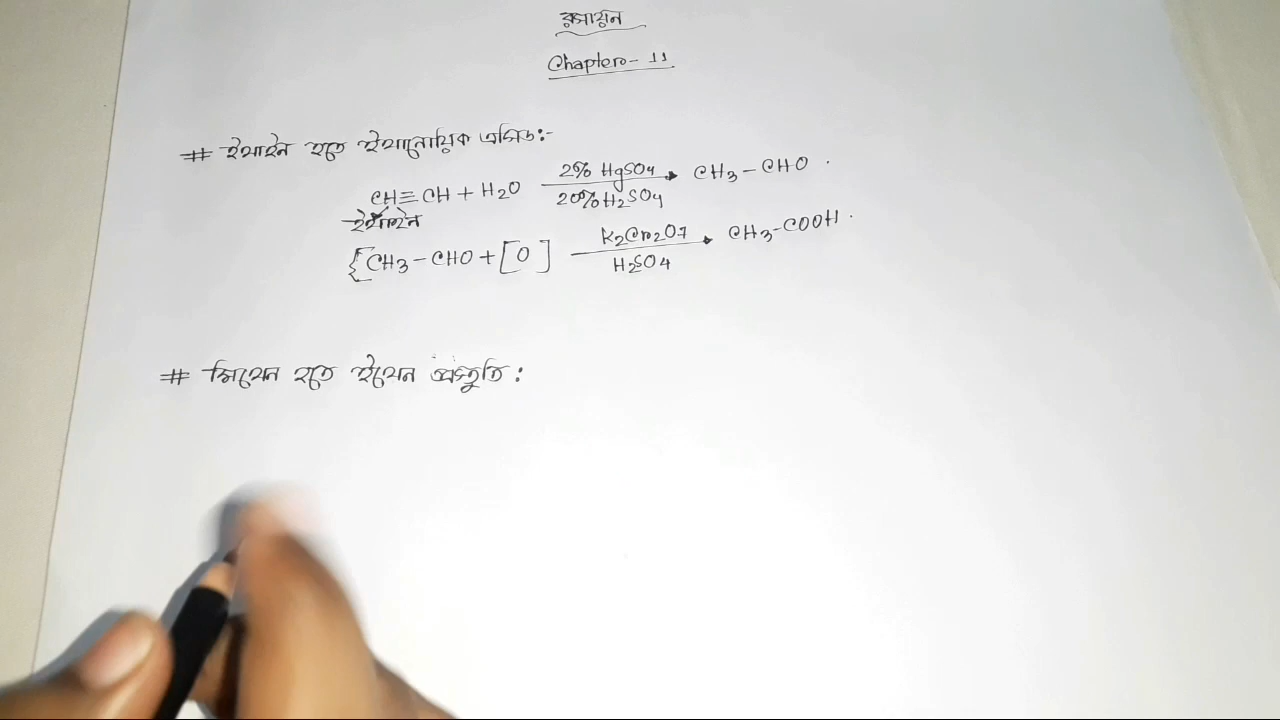 রসায়ন
Chapter - 11
# ইথাইন হতে ইথানোয়িক এসিড:-
CH≡CH + H2O 2% HgSO4 20% H2SO4 → CH3 - CHO .
ইথাইন
{CH3 - CHO + [O] K2Cr2O7 H2SO4 → CH3-COOH .
# মিথেন হতে ইথেন প্রস্তুতি :